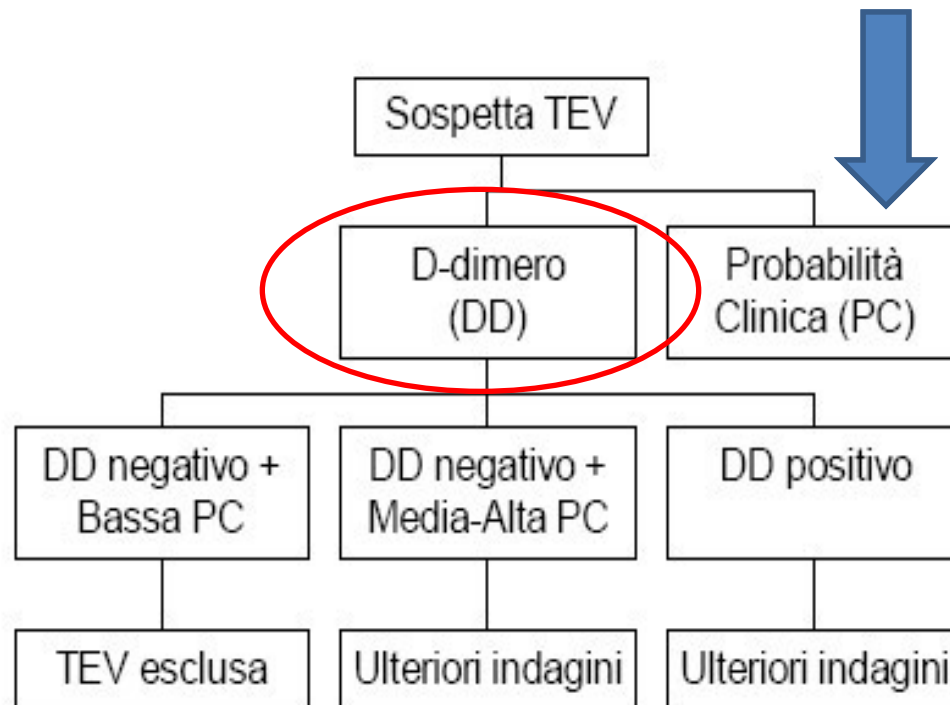 Sospetta TEV
D-dimero
(DD)
Probabilità
Clinica (PC)
DD negativo +
Bassa PC
DD negativo +
Media-Alta PC
DD positivo
TEV esclusa
Ulteriori indagini
Ulteriori indagini